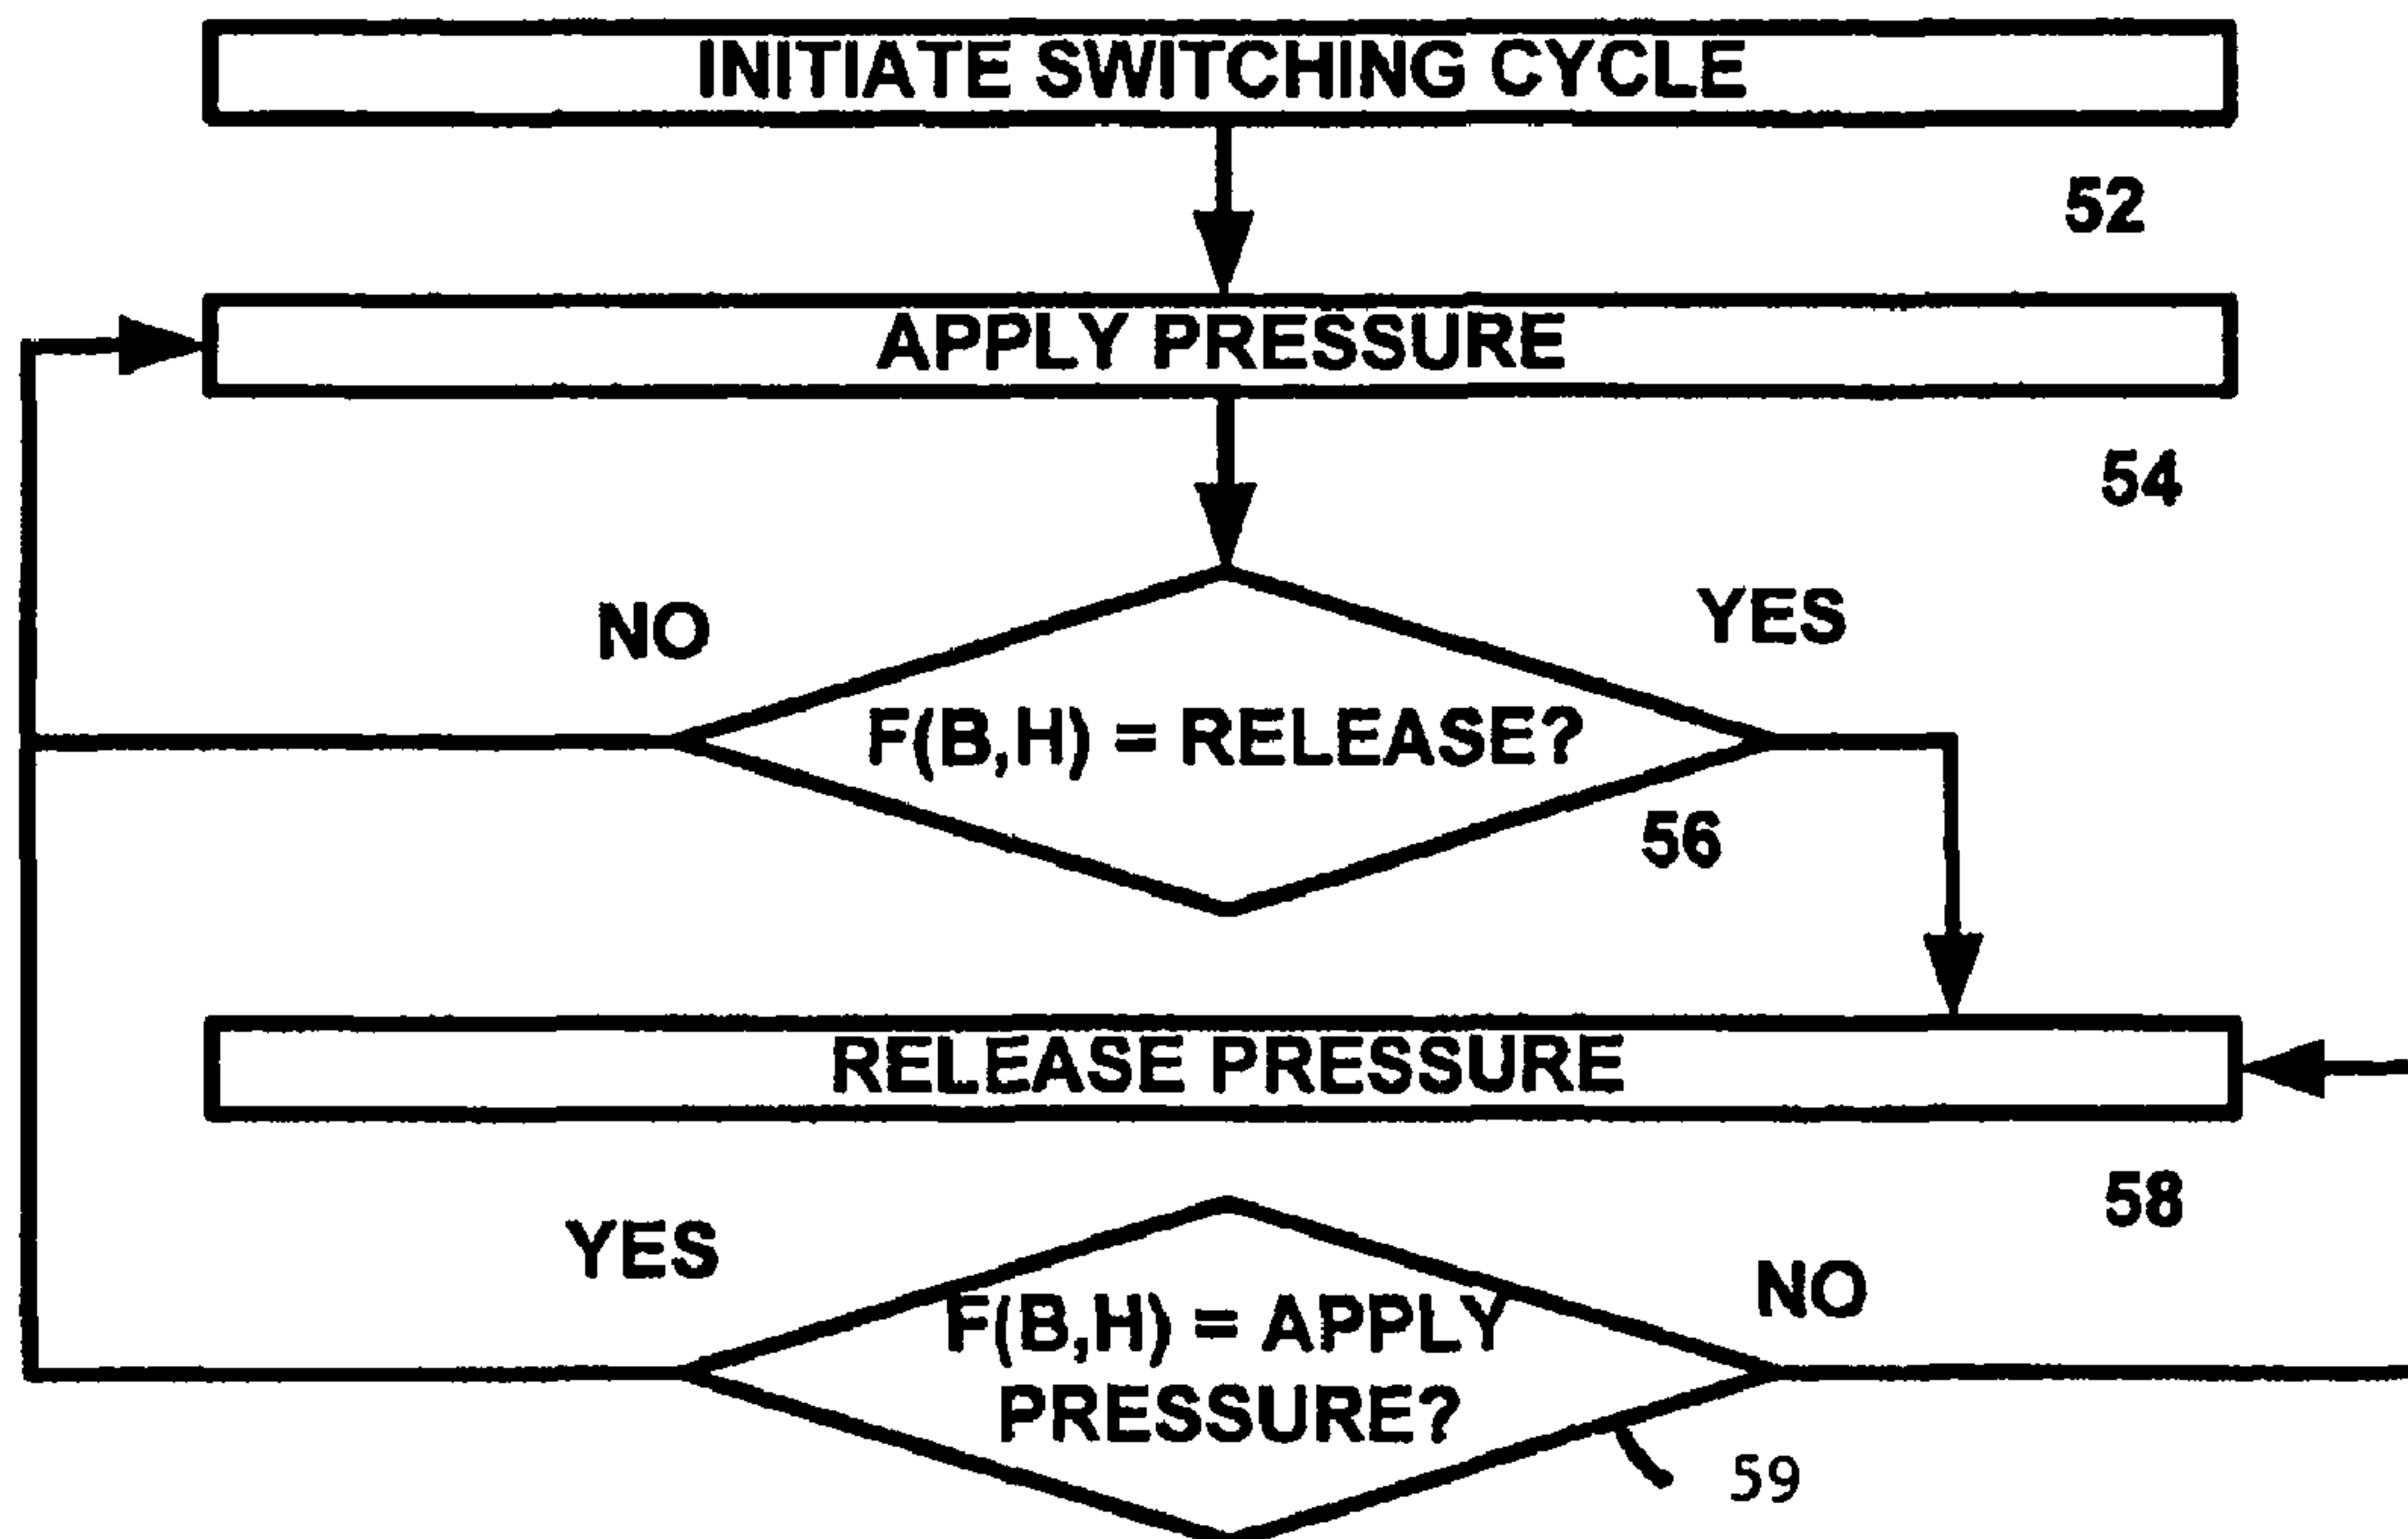 INITIATE SWITCHING CYCLE
52
APPLY PRESSURE
54
NO
YES
F(B,H) = RELEASE?
56
RELEASE PRESSURE
58
YES
NO
F(B,H) = APPLY
PRESSURE?
59